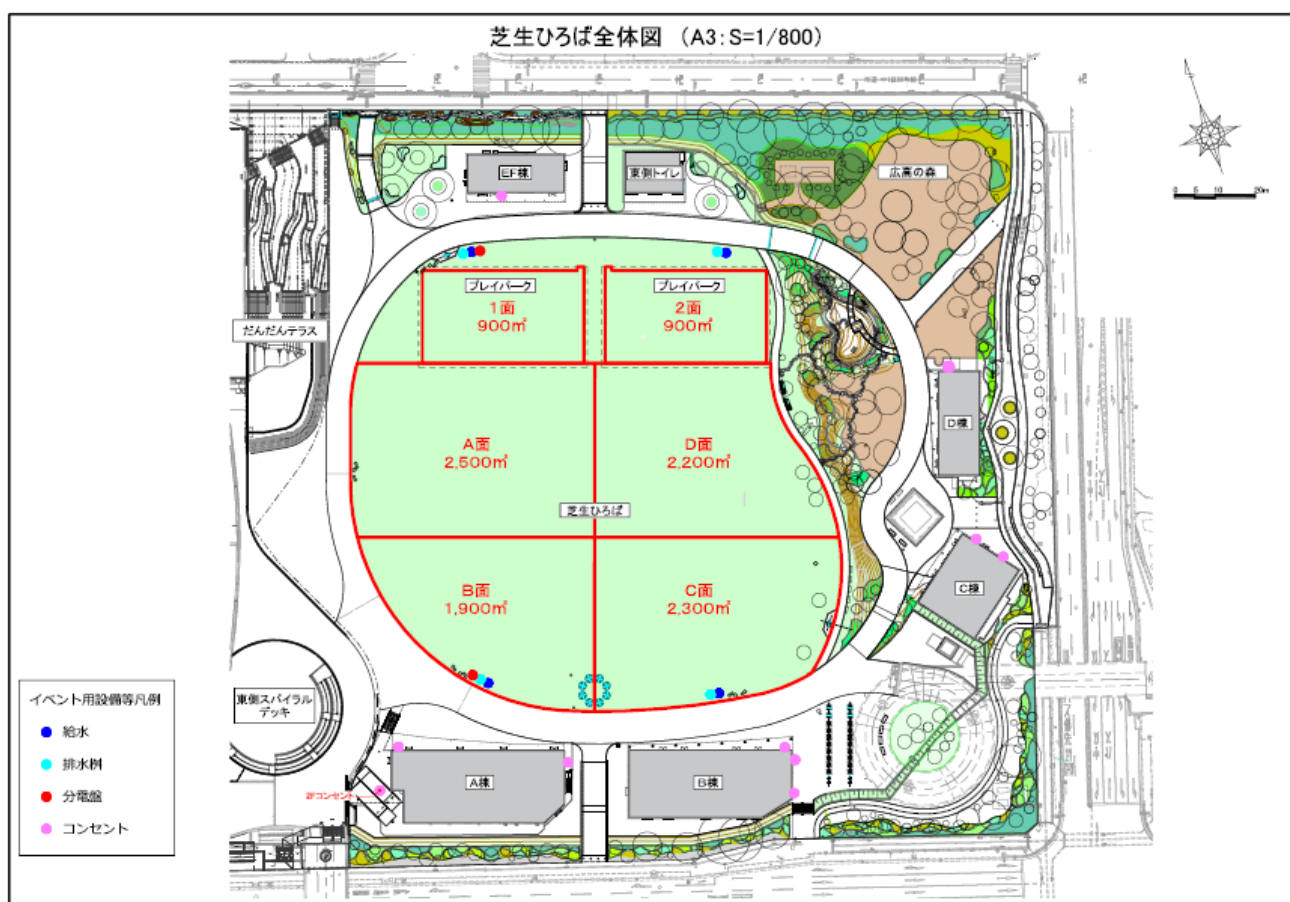 芝生ひろば全体図 （A3：S=1/800）
EF棟
東側トイレ
広高の森
0 5 10 20m
プレイパーク
1面
900㎡
プレイパーク
2面
900㎡
だんだんテラス
D棟
A面
2,500㎡
D面
2,200㎡
芝生ひろば
B面
1,900㎡
C面
2,300㎡
C棟
イベント用設備等凡例
給水
排水桝
分電盤
コンセント
東側スパイラル
デッキ
2Fコンセント
A棟
B棟